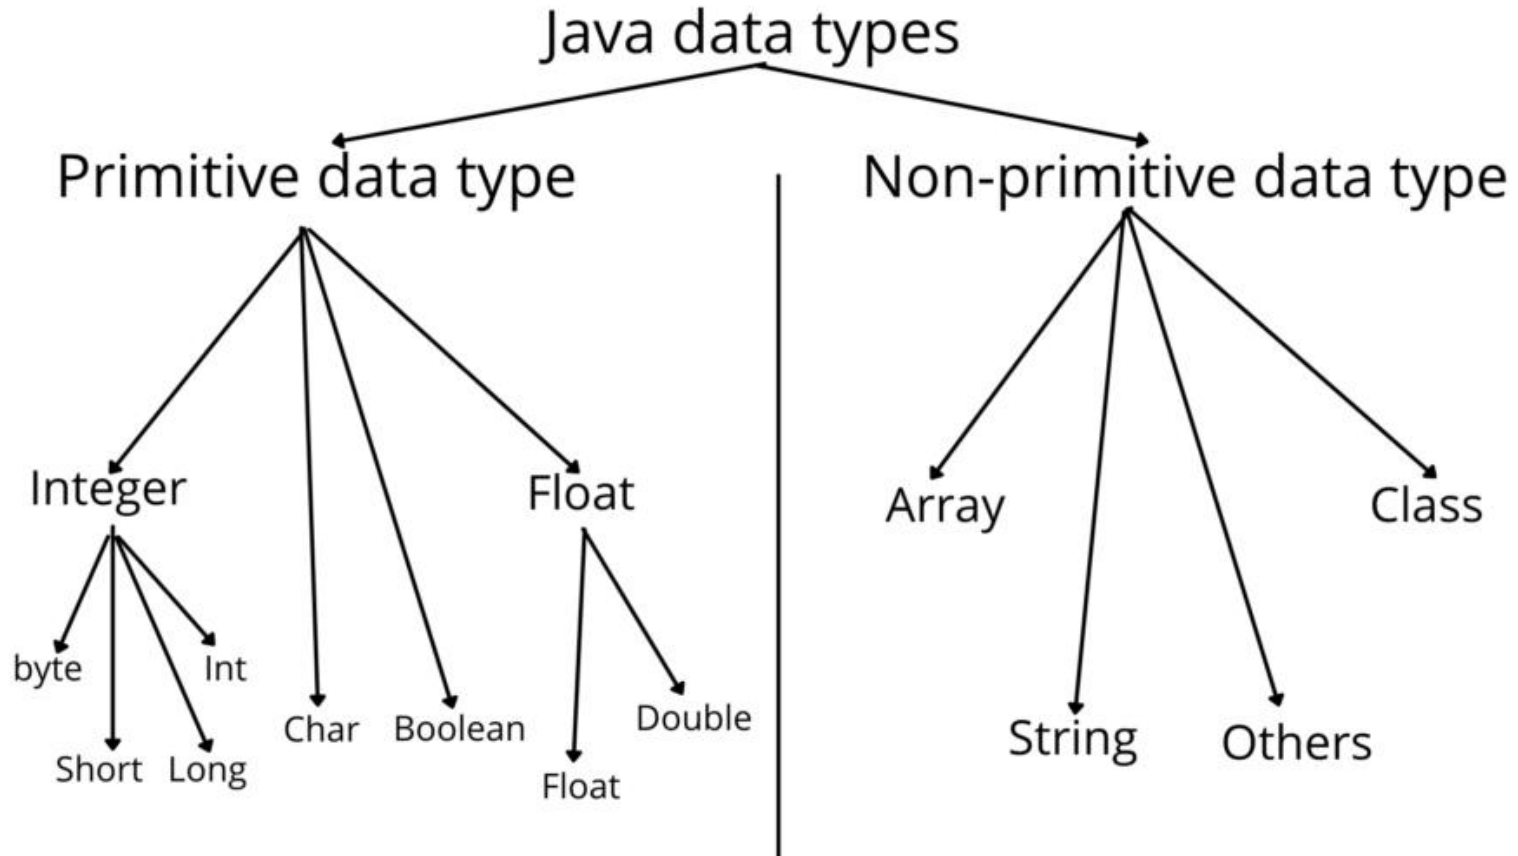 Java data types
Primitive data type
Non-primitive data type
Integer
Float
Array
Class
byte
Int
Short
Long
Char
Boolean
Double
Float
String
Others